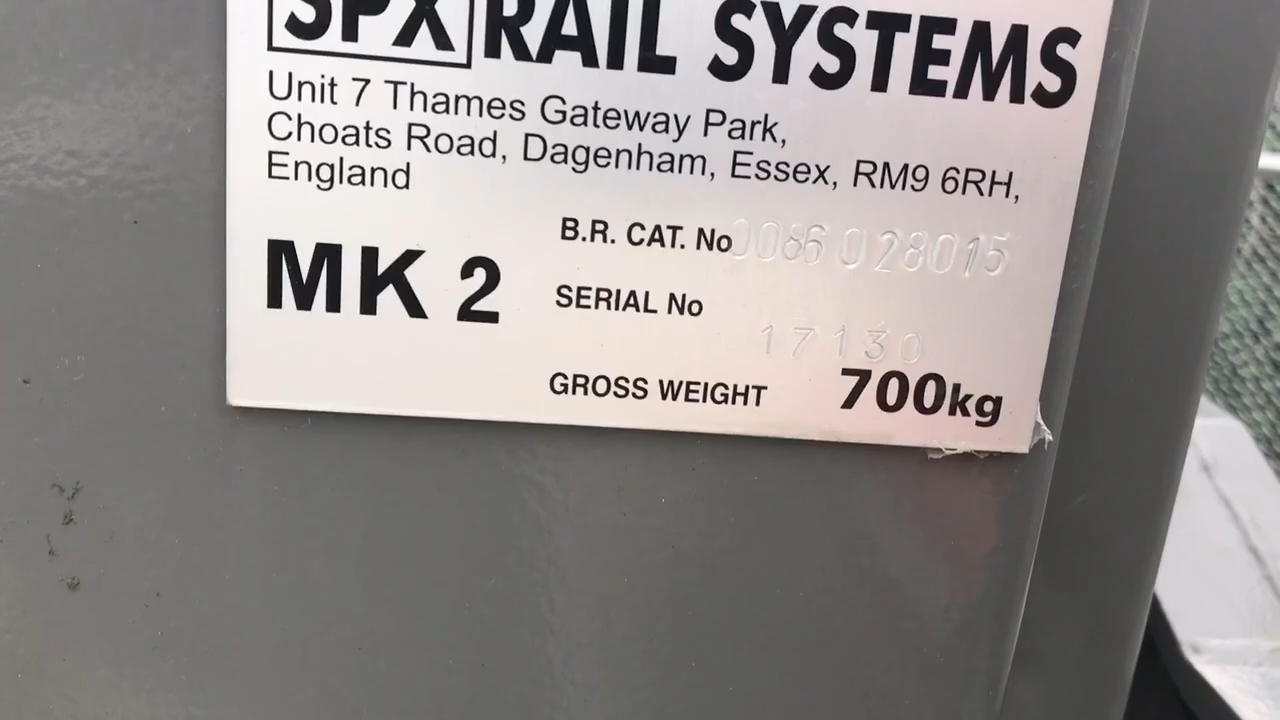 SPX RAIL SYSTEMS
Unit 7 Thames Gateway Park,
Choats Road, Dagenham, Essex, RM9 6RH,
England
MK 2
B.R. CAT. No 0086 028015
SERIAL No
17130
GROSS WEIGHT 700kg